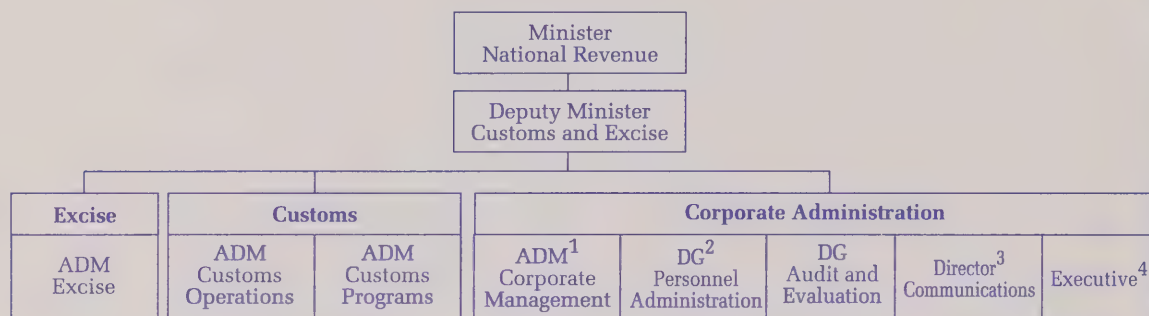 Minister
National Revenue
Deputy Minister
Customs and Excise
Excise
Customs
Corporate Administration
ADM
Excise
ADM
Customs
Operations
ADM
Customs
Programs
ADM1
Corporate
Management
DG2
Personnel
Administration
DG
Audit and
Evaluation
Director3
Communications
Executive4